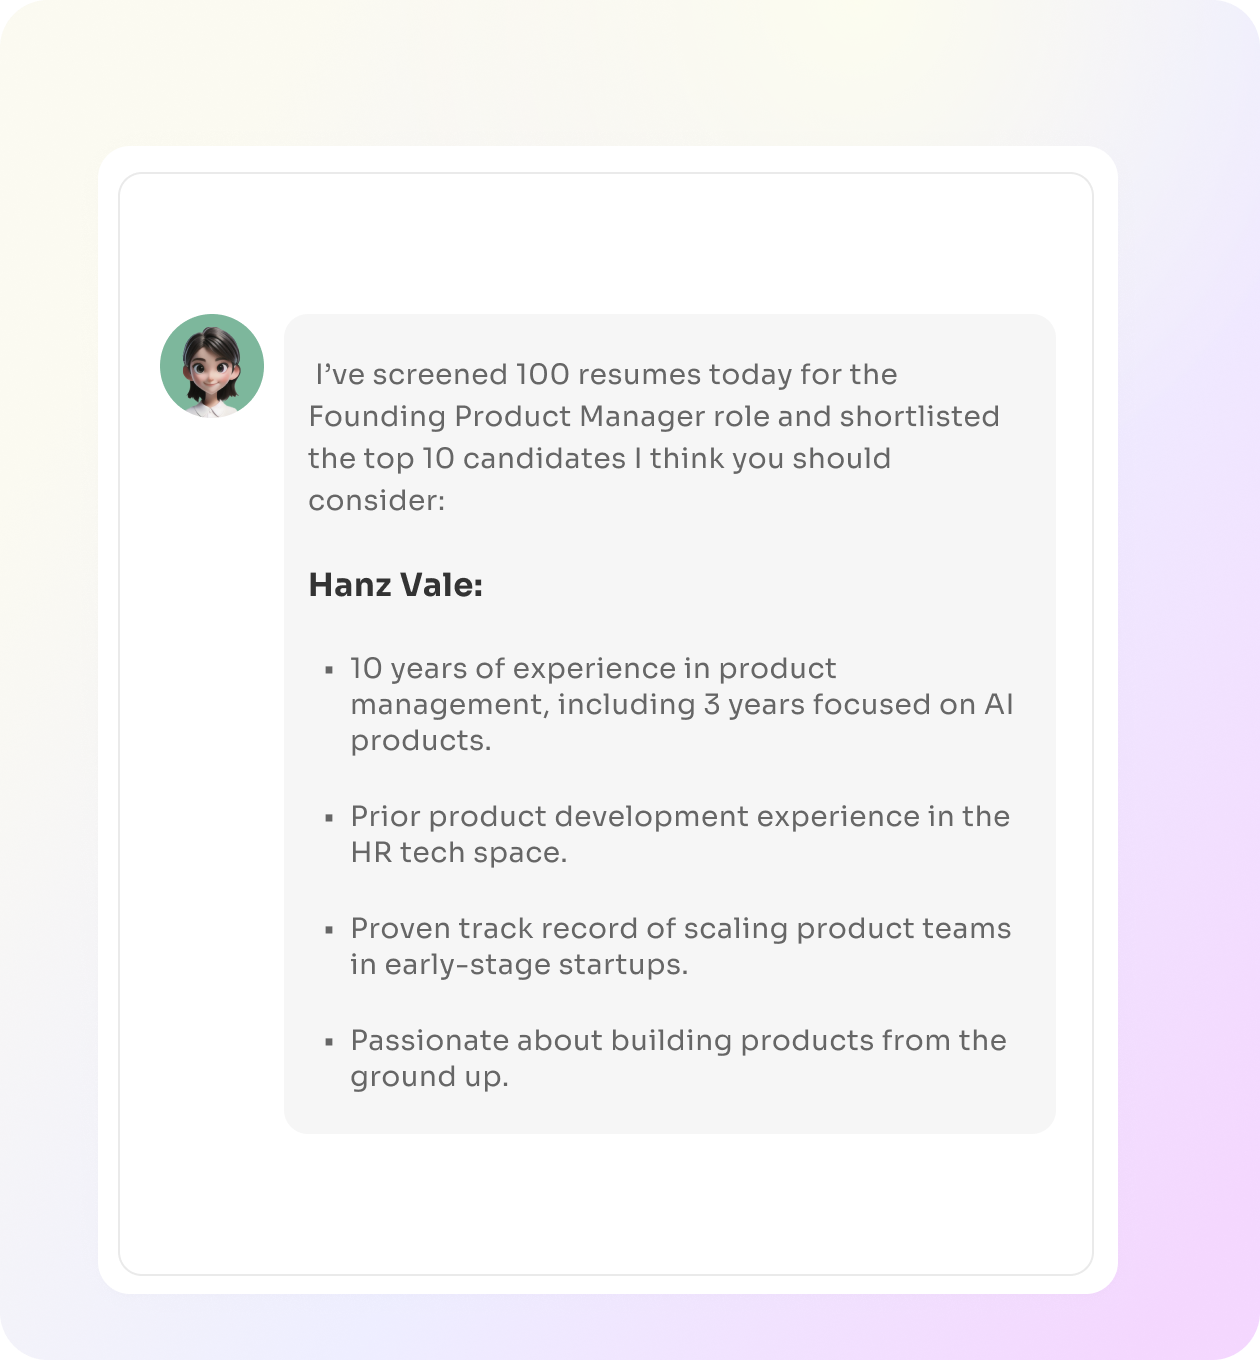 I’ve screened 100 resumes today for the
Founding Product Manager role and shortlisted
the top 10 candidates I think you should
consider:
Hanz Vale:
▪ 10 years of experience in product
management, including 3 years focused on AI
products.
▪ Prior product development experience in the
HR tech space.
▪ Proven track record of scaling product teams
in early-stage startups.
▪ Passionate about building products from the
ground up.